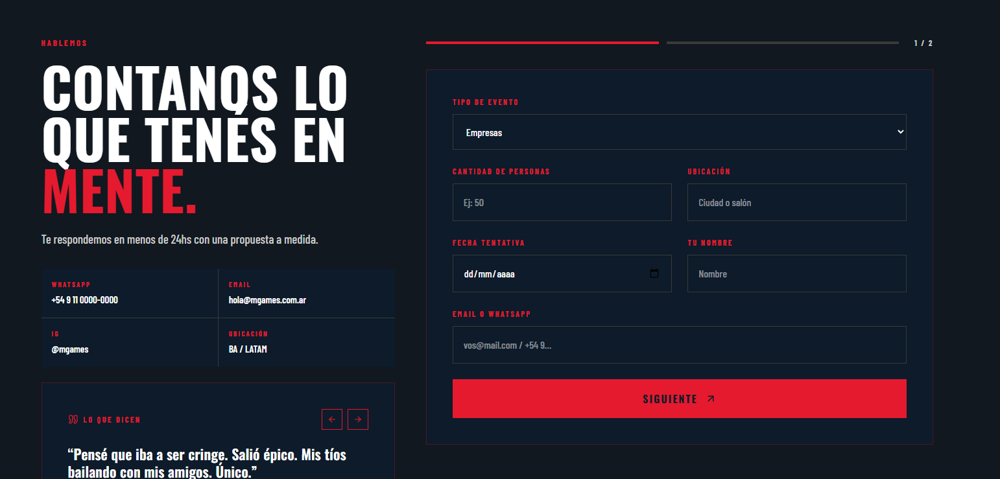 HABLEMOS
CONTANOS LO
QUE TENÉS EN
MENTE.
Te respondemos en menos de 24hs con una propuesta a medida.
WHATSAPP
+54 9 11 0000-0000
EMAIL
hola@mgames.com.ar
IG
@mgames
UBICACIÓN
BA / LATAM
LO QUE DICEN
“Pensé que iba a ser cringe. Salió épico. Mis tíos
bailando con mis amigos. Único.”
1 / 2
TIPO DE EVENTO
Empresas
CANTIDAD DE PERSONAS
Ej: 50
UBICACIÓN
Ciudad o salón
FECHA TENTATIVA
dd/mm/aaaa
TU NOMBRE
Nombre
EMAIL O WHATSAPP
vos@mail.com / +54 9...
SIGUIENTE